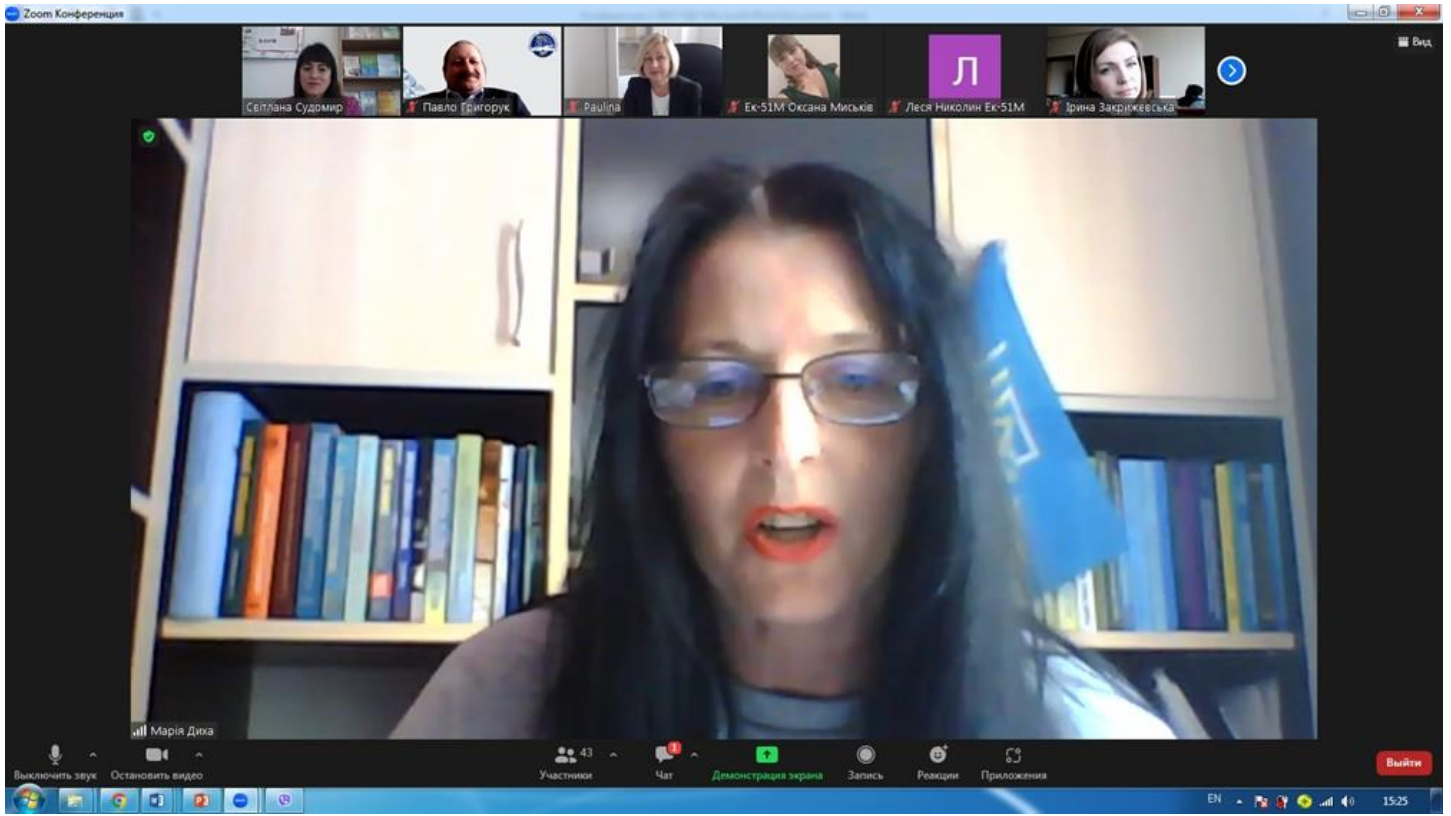 Zoom Конференция
Вид
Світлана Судомир
Павло Григорук
Paulina
Ек-51М Оксана Миськів
Л
Леся Николин Ек-51М
Ірина Закрижевська
Марія Диха
Выключить звук
Остановить видео
43
Участники
1
Чат
Демонстрация экрана
Запись
Реакции
Приложения
Выйти
EN
15:25